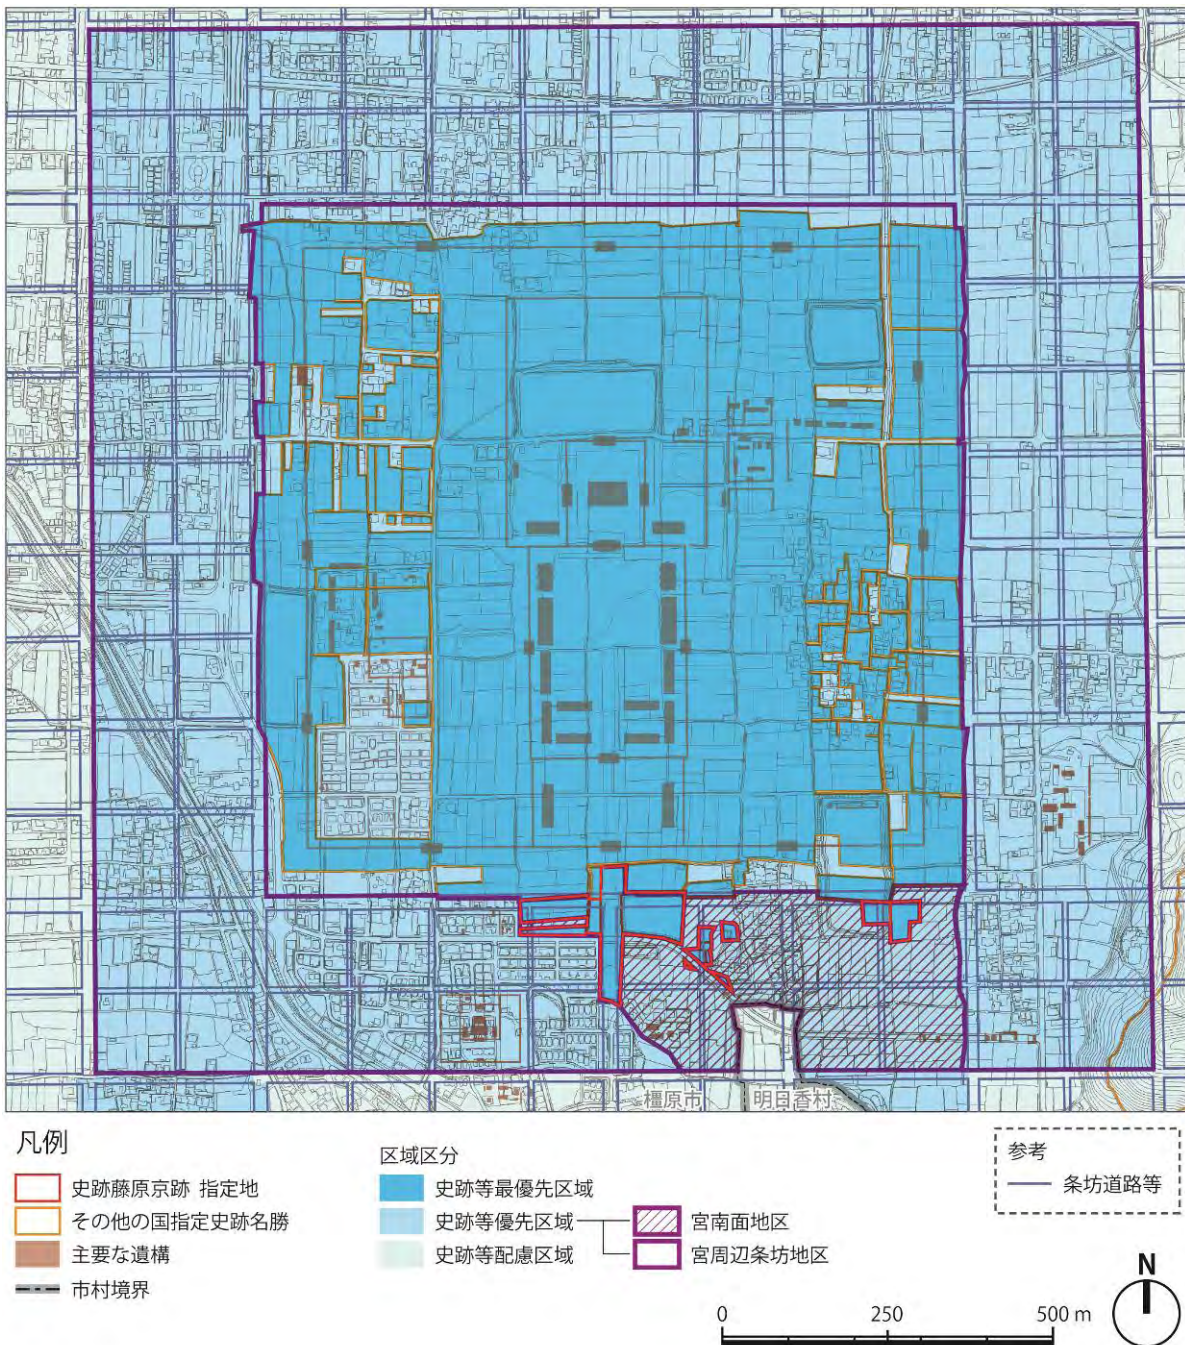 橿原市
明日香村
凡例
史跡藤原京跡 指定地
その他の国指定史跡名勝
主要な遺構
市村境界
区域区分
史跡等最優先区域
史跡等優先区域
史跡等配慮区域
宮南面地区
宮周辺条坊地区
参考
条坊道路等
N
0 250 500 m